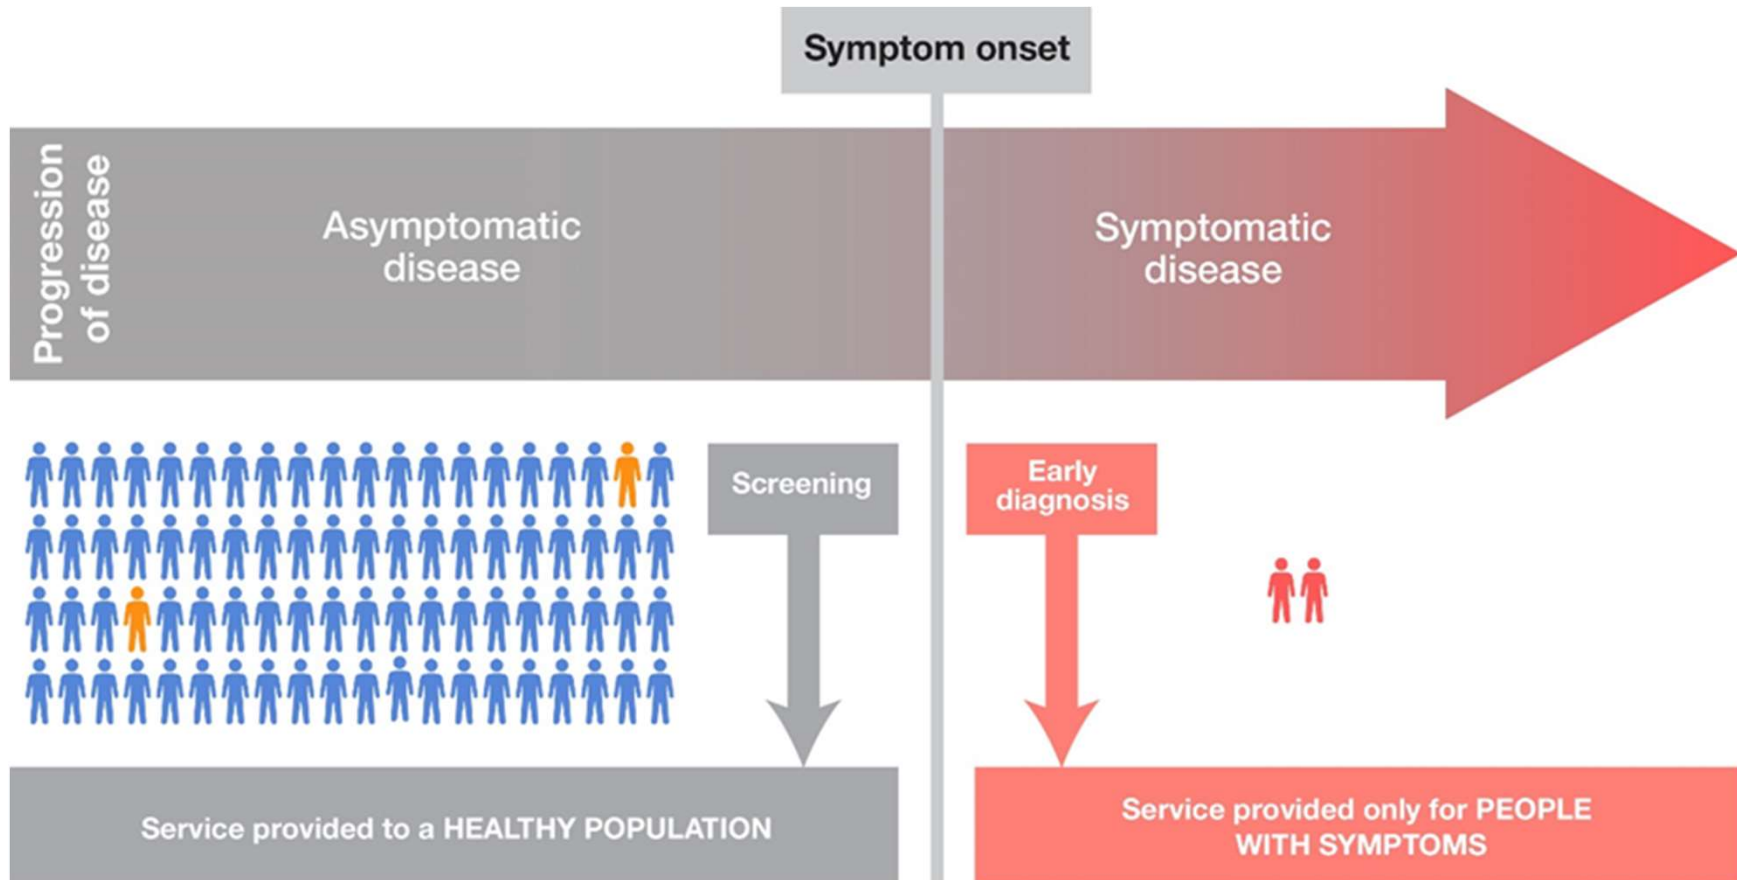 Symptom onset
Progression
of disease
Asymptomatic
disease
Symptomatic
disease
Screening
Early
diagnosis
Service provided to a HEALTHY POPULATION
Service provided only for PEOPLE
WITH SYMPTOMS